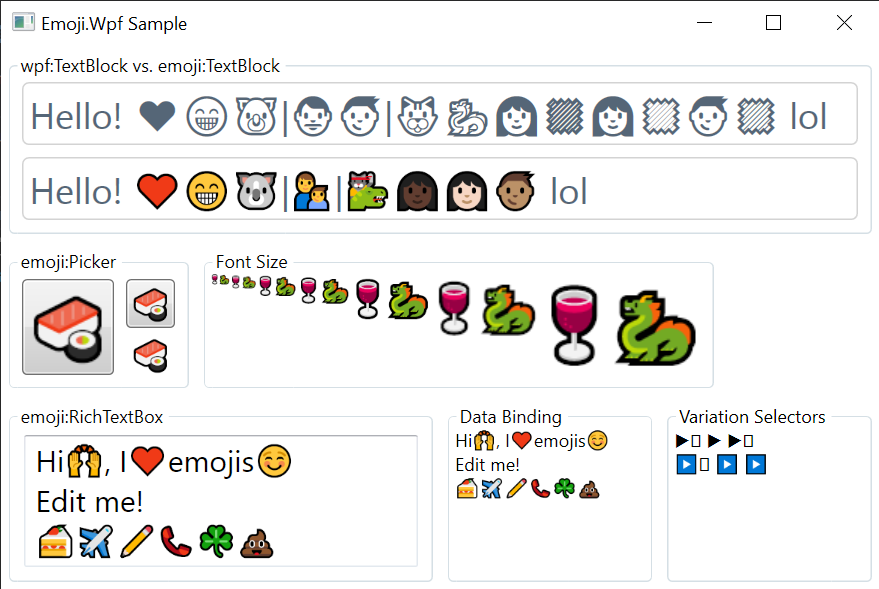 Emoji.Wpf Sample
wpf:TextBlock vs. emoji:TextBlock
Hello! ❤😁🐨|👨👦|🐱🐉👩🏿👩🏻👦🏽 lol
Hello! ❤😁🐨|👨‍👦|🐱‍🐉👩🏿👩🏻👦🏽 lol
emoji:Picker
Font Size
🍷🐉🍷🐉🍷🐉🍷🐉🍷🐉🍷🐉🍷🐉
emoji:RichTextBox
Hi🙌, I❤emojis😊
Edit me!
🍰✈✏📞☘💩
Data Binding
Hi🙌, I❤emojis😊
Edit me!
🍰✈✏📞☘💩
Variation Selectors
▶▯ ▶ ▶▯
▶️▯ ▶️ ▶️